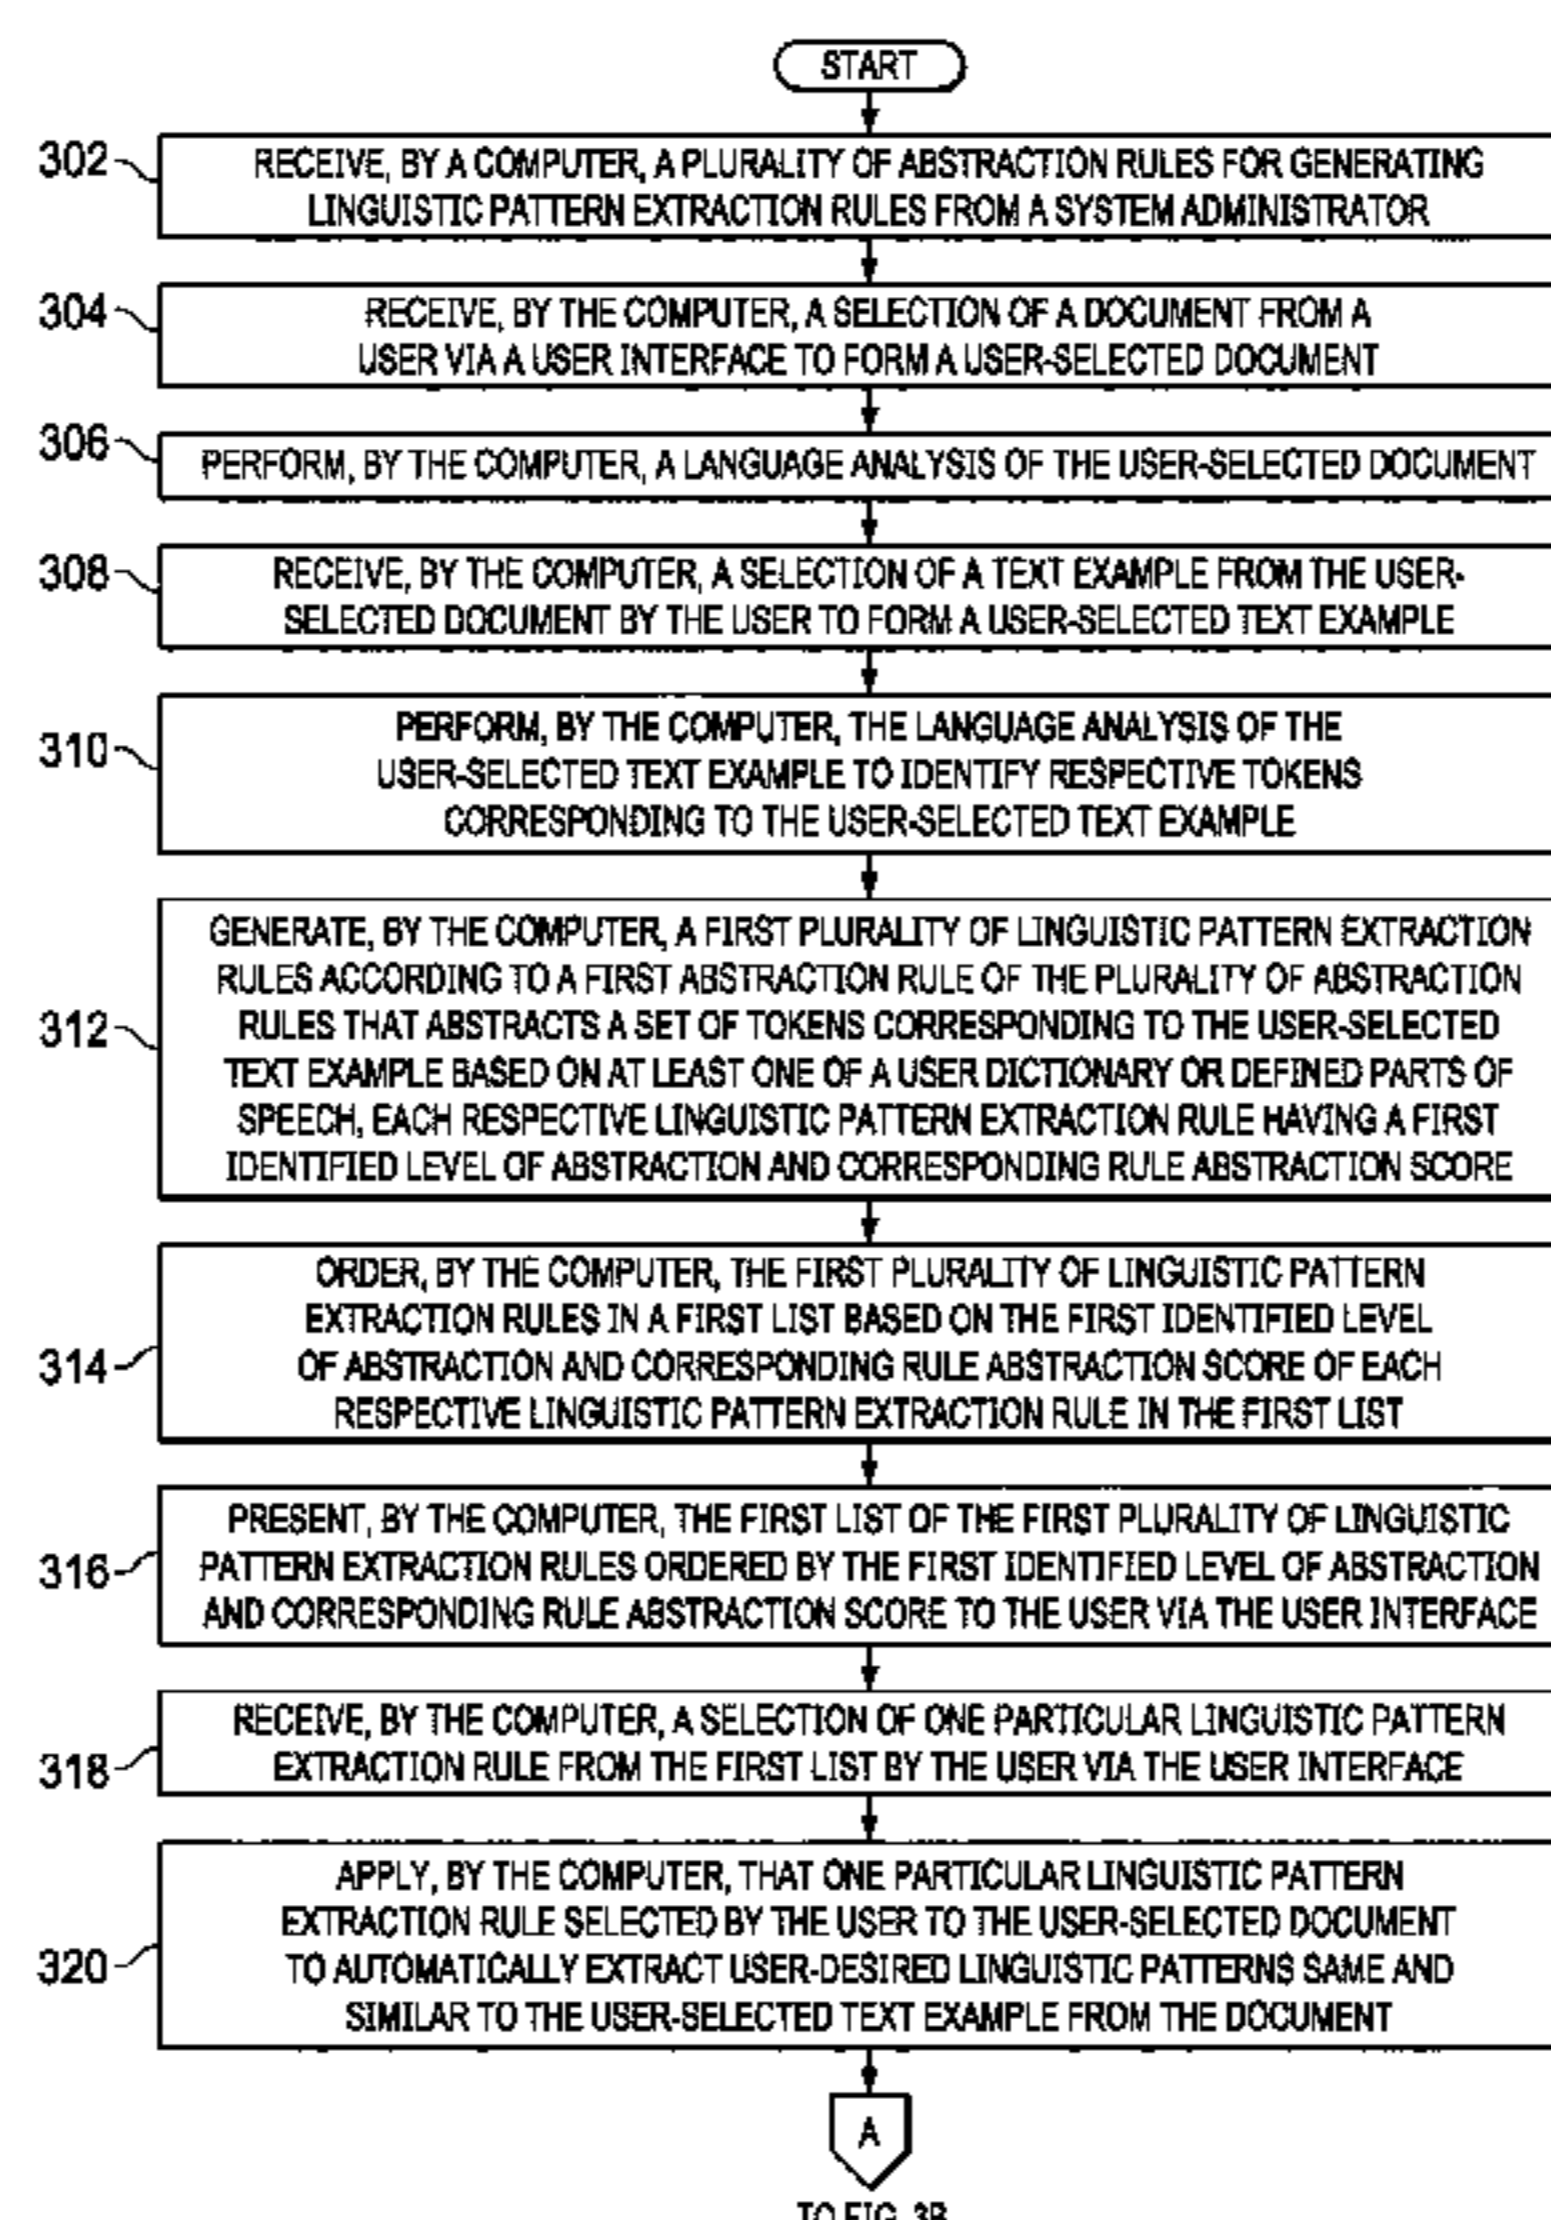 START
302
RECEIVE, BY A COMPUTER, A PLURALITY OF ABSTRACTION RULES FOR GENERATING
LINGUISTIC PATTERN EXTRACTION RULES FROM A SYSTEM ADMINISTRATOR
304
RECEIVE, BY THE COMPUTER, A SELECTION OF A DOCUMENT FROM A
USER VIA A USER INTERFACE TO FORM A USER-SELECTED DOCUMENT
306
PERFORM, BY THE COMPUTER, A LANGUAGE ANALYSIS OF THE USER-SELECTED DOCUMENT
308
RECEIVE, BY THE COMPUTER, A SELECTION OF A TEXT EXAMPLE FROM THE USER-
SELECTED DOCUMENT BY THE USER TO FORM A USER-SELECTED TEXT EXAMPLE
310
PERFORM, BY THE COMPUTER, THE LANGUAGE ANALYSIS OF THE
USER-SELECTED TEXT EXAMPLE TO IDENTIFY RESPECTIVE TOKENS
CORRESPONDING TO THE USER-SELECTED TEXT EXAMPLE
312
GENERATE, BY THE COMPUTER, A FIRST PLURALITY OF LINGUISTIC PATTERN EXTRACTION
RULES ACCORDING TO A FIRST ABSTRACTION RULE OF THE PLURALITY OF ABSTRACTION
RULES THAT ABSTRACTS A SET OF TOKENS CORRESPONDING TO THE USER-SELECTED
TEXT EXAMPLE BASED ON AT LEAST ONE OF A USER DICTIONARY OR DEFINED PARTS OF
SPEECH, EACH RESPECTIVE LINGUISTIC PATTERN EXTRACTION RULE HAVING A FIRST
IDENTIFIED LEVEL OF ABSTRACTION AND CORRESPONDING RULE ABSTRACTION SCORE
314
ORDER, BY THE COMPUTER, THE FIRST PLURALITY OF LINGUISTIC PATTERN
EXTRACTION RULES IN A FIRST LIST BASED ON THE FIRST IDENTIFIED LEVEL
OF ABSTRACTION AND CORRESPONDING RULE ABSTRACTION SCORE OF EACH
RESPECTIVE LINGUISTIC PATTERN EXTRACTION RULE IN THE FIRST LIST
316
PRESENT, BY THE COMPUTER, THE FIRST LIST OF THE FIRST PLURALITY OF LINGUISTIC
PATTERN EXTRACTION RULES ORDERED BY THE FIRST IDENTIFIED LEVEL OF ABSTRACTION
AND CORRESPONDING RULE ABSTRACTION SCORE TO THE USER VIA THE USER INTERFACE
318
RECEIVE, BY THE COMPUTER, A SELECTION OF ONE PARTICULAR LINGUISTIC PATTERN
EXTRACTION RULE FROM THE FIRST LIST BY THE USER VIA THE USER INTERFACE
320
APPLY, BY THE COMPUTER, THAT ONE PARTICULAR LINGUISTIC PATTERN
EXTRACTION RULE SELECTED BY THE USER TO THE USER-SELECTED DOCUMENT
TO AUTOMATICALLY EXTRACT USER-DESIRED LINGUISTIC PATTERNS SAME AND
SIMILAR TO THE USER-SELECTED TEXT EXAMPLE FROM THE DOCUMENT
A
TO FIG. 3B